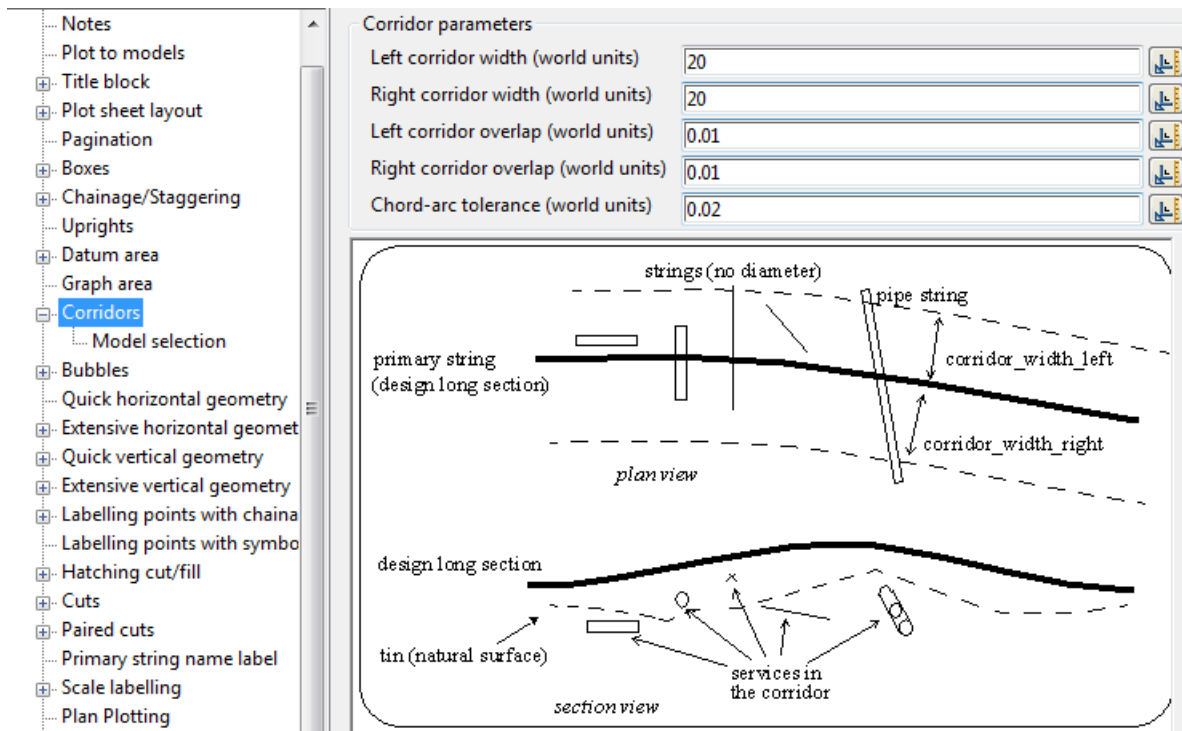 Notes
Plot to models
Title block
Plot sheet layout
Pagination
Boxes
Chainage/Staggering
Uprights
Datum area
Graph area
Corridors
Model selection
Bubbles
Quick horizontal geometry
Extensive horizontal geomet
Quick vertical geometry
Extensive vertical geometry
Labelling points with chaina
Labelling points with symbo
Hatching cut/fill
Cuts
Paired cuts
Primary string name label
Scale labelling
Plan Plotting
Corridor parameters
Left corridor width (world units) 20
Right corridor width (world units) 20
Left corridor overlap (world units) 0.01
Right corridor overlap (world units) 0.01
Chord-arc tolerance (world units) 0.02
strings (no diameter)
pipe string
primary string
(design long section)
corridor_width_left
corridor_width_right
plan view
design long section
tin (natural surface)
services in
the corridor
section view